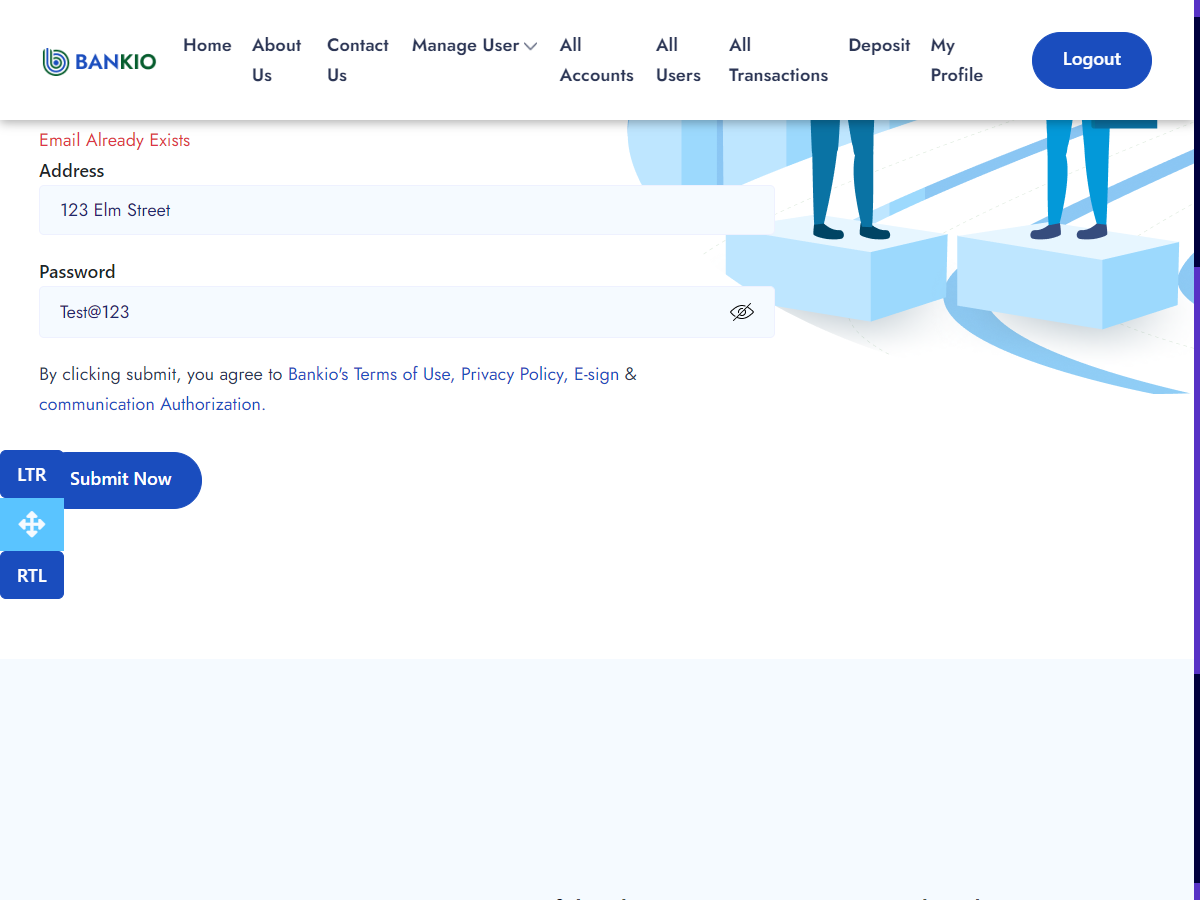 BANKIO
Home
About Us
Contact Us
Manage User
All Accounts
All Users
All Transactions
Deposit
My Profile
Logout
Email Already Exists
Address
123 Elm Street
Password
Test@123
By clicking submit, you agree to Bankio's Terms of Use, Privacy Policy, E-sign &
communication Authorization.
LTR
Submit Now
RTL